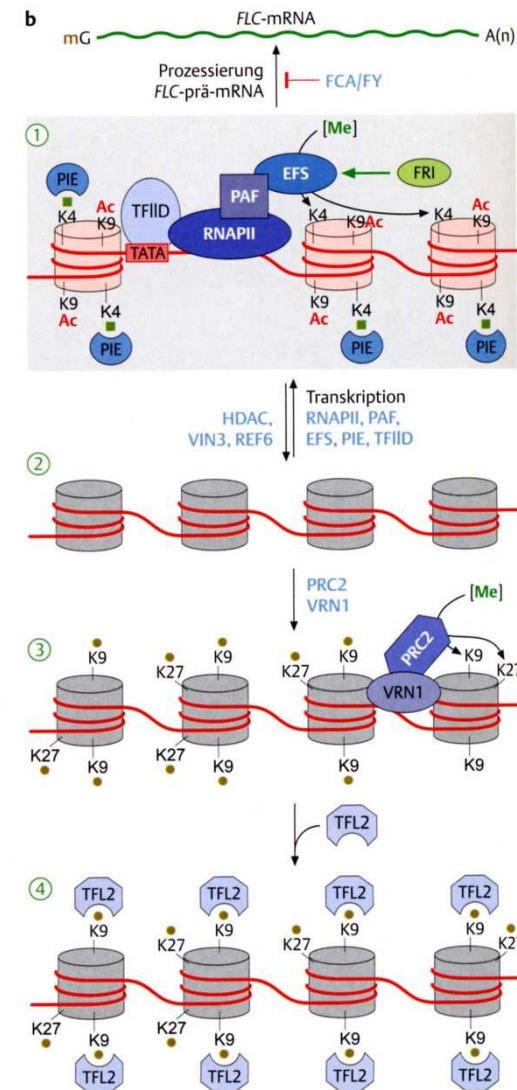 b
FLC-mRNA
mG
A(n)
Prozessierung
FLC-prä-mRNA
FCA/FY
1
[Me]
PIE
EFS
FRI
PAF
TFIID
K4
Ac
K9
RNAPII
K4
K9
Ac
K4
Ac
K9
TATA
K9
Ac
K4
PIE
K9
Ac
K4
PIE
K9
Ac
K4
PIE
HDAC,
VIN3, REF6
Transkription
RNAPII, PAF,
EFS, PIE, TFIID
2
PRC2
VRN1
3
[Me]
PRC2
K9
K27
K9
K27
K9
K9
K27
VRN1
K27
K9
K27
K9
K9
K9
TFL2
4
TFL2
TFL2
TFL2
TFL2
K9
K27
K9
K27
K9
K9
K27
K27
K9
K27
K9
K9
K9
TFL2
TFL2
TFL2
TFL2